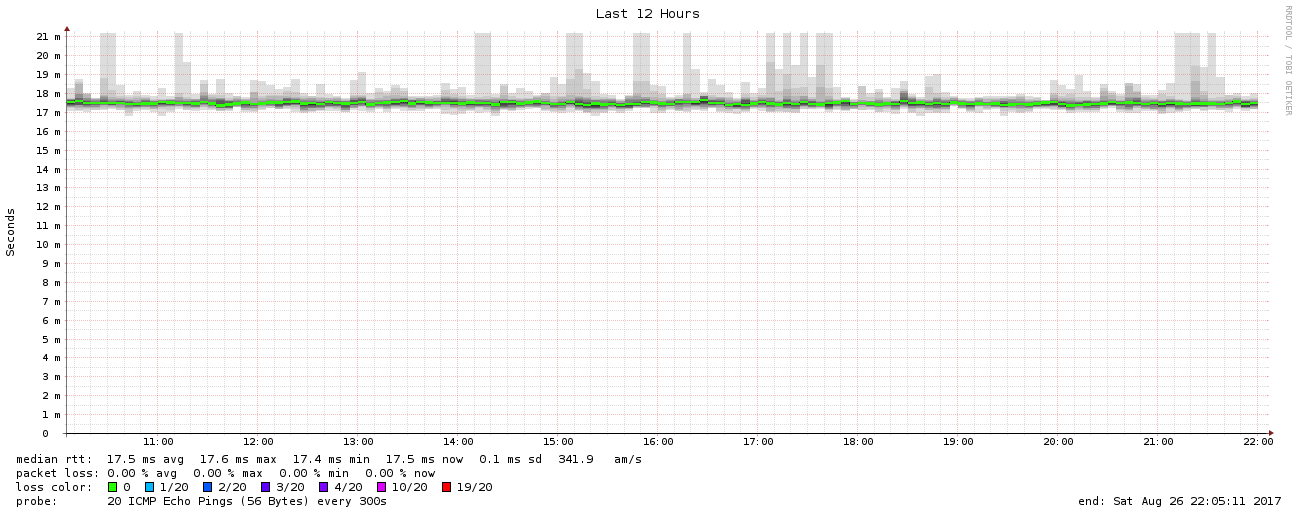 Last 12 Hours
RRDTOOL / TOBI OETIKER
Seconds
21 m
20 m
19 m
18 m
17 m
16 m
15 m
14 m
13 m
12 m
11 m
10 m
9 m
8 m
7 m
6 m
5 m
4 m
3 m
2 m
1 m
0
11:00 12:00 13:00 14:00 15:00 16:00 17:00 18:00 19:00 20:00 21:00 22:00
median rtt: 17.5 ms avg 17.6 ms max 17.4 ms min 17.5 ms now 0.1 ms sd 341.9 am/s
packet loss: 0.00 % avg 0.00 % max 0.00 % min 0.00 % now
loss color: 0 1/20 2/20 3/20 4/20 10/20 19/20
probe: 20 ICMP Echo Pings (56 Bytes) every 300s end: Sat Aug 26 22:05:11 2017